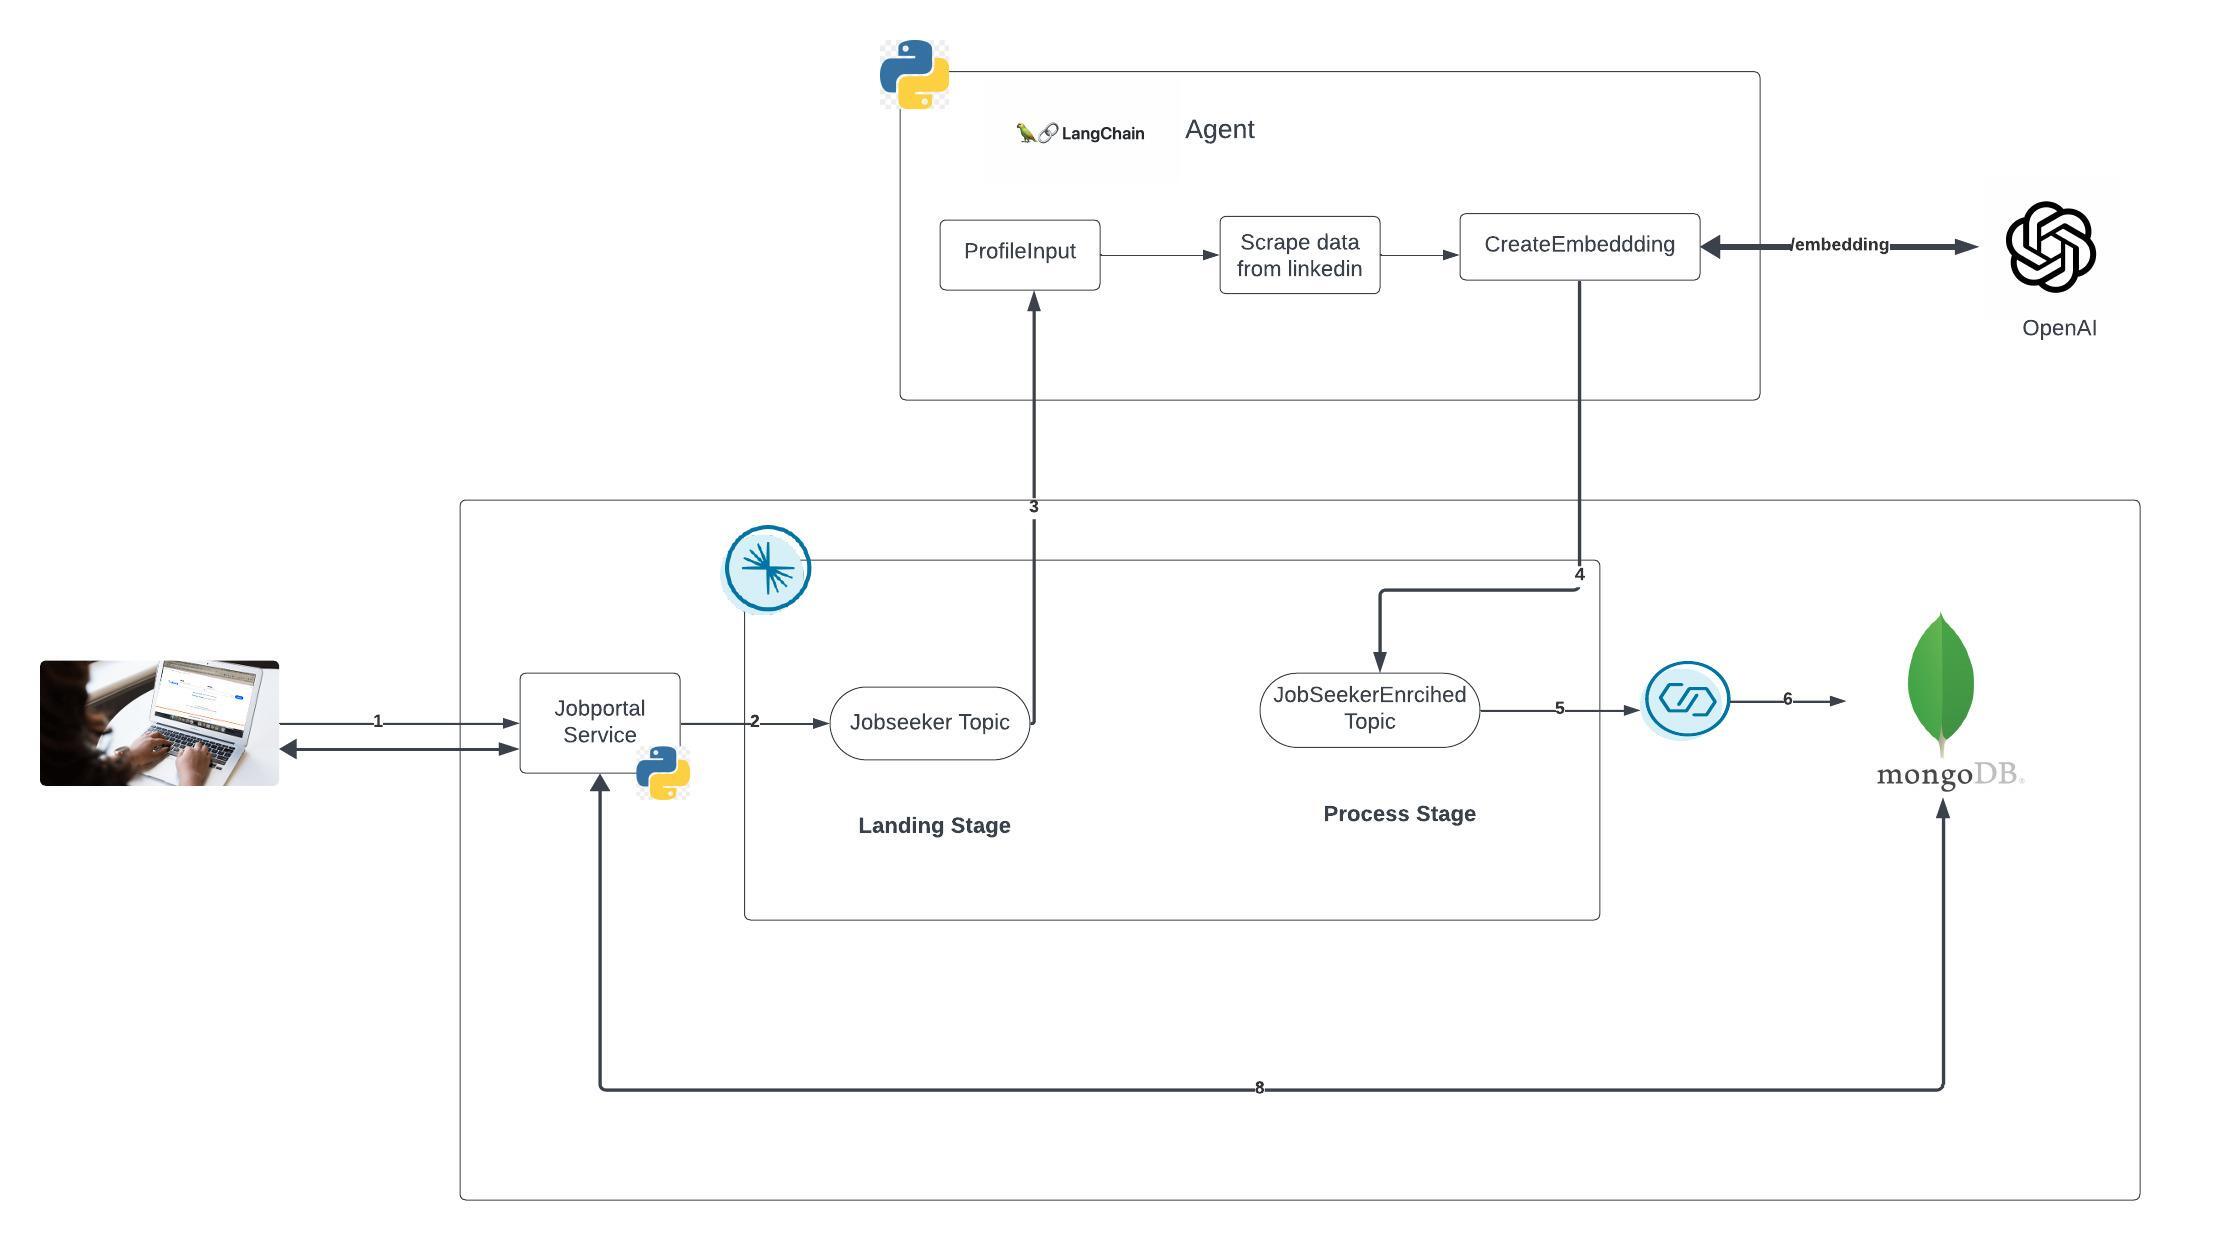 LangChain
Agent
ProfileInput
Scrape data
from linkedin
CreateEmbeddding
/embedding
OpenAI
3
4
Jobportal
Service
1
2
Jobseeker Topic
JobSeekerEnrcihed
Topic
5
6
mongoDB®
Landing Stage
Process Stage
8